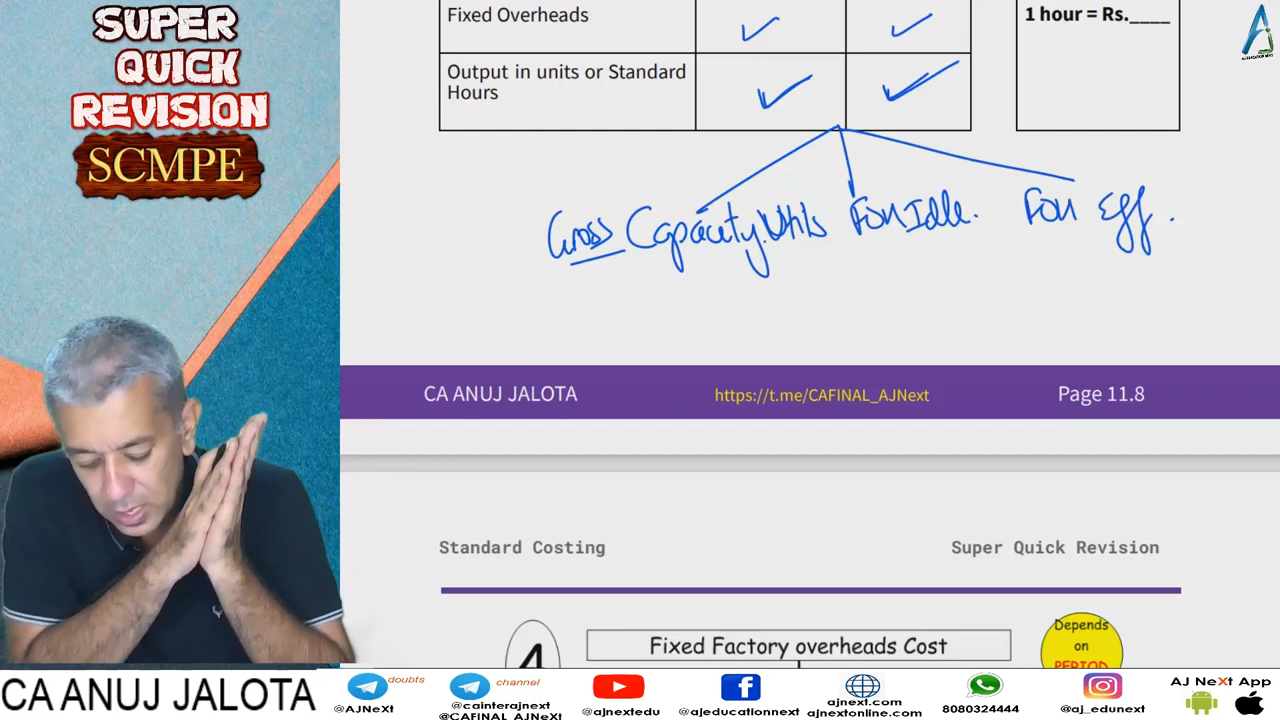 SUPER
QUICK
REVISION
SCMPE
Fixed Overheads
1 hour = Rs.____
Output in units or Standard
Hours
Gross Capacity Utils
For Idle.
For Eff.
CA ANUJ JALOTA
https://t.me/CAFINAL_AJNext
Page 11.8
Standard Costing
Super Quick Revision
4
Fixed Factory overheads Cost
Depends
on
PERIOD
CA ANUJ JALOTA
doubts
@AJNeXt
channel
@cainterajnext
@CAFINAL_AJNext
@ajnextedu
@ajeducationnext
ajnext.com
ajnextonline.com
8080324444
@aj_edunext
AJ NeXt App